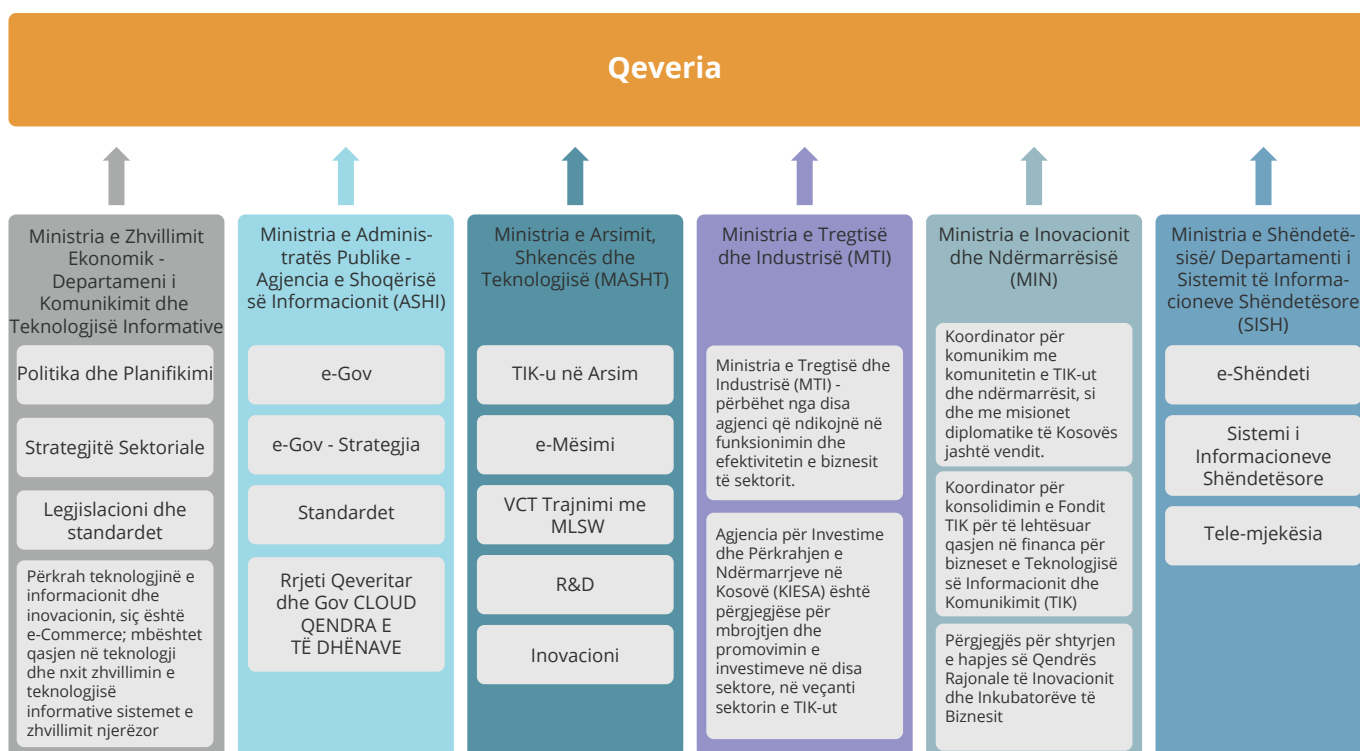 Qeveria
Ministria e Zhvillimit
Ekonomik -
Departameni i
Komunikimit dhe
Teknologjisë Informative
Politika dhe Planifikimi
Strategjitë Sektoriale
Legjislacioni dhe
standardet
Përkrah teknologjinë e
informacionit dhe
inovacionin, siç është
e-Commerce; mbështet
qasjen në teknologji
dhe nxit zhvillimin e
teknologjisë
informative sistemet e
zhvillimit njerëzor
Ministria e Adminis-
tratës Publike -
Agjencia e Shoqërisë
së Informacionit (ASHI)
e-Gov
e-Gov - Strategjia
Standardet
Rrjeti Qeveritar
dhe Gov CLOUD
QENDRA E
TË DHËNAVE
Ministria e Arsimit,
Shkencës dhe
Teknologjisë (MASHT)
TIK-u në Arsim
e-Mësimi
VCT Trajnimi me
MLSW
R&D
Inovacioni
Ministria e Tregtisë
dhe Industrisë (MTI)
Ministria e Tregtisë dhe
Industrisë (MTI) -
përbëhet nga disa
agjenci që ndikojnë në
funksionimin dhe
efektivitetin e biznesit
të sektorit.
Agjencia për Investime
dhe Përkrahjen e
Ndërmarrjeve në
Kosovë (KIESA) është
përgjegjëse për
mbrojtjen dhe
promovimin e
investimeve në disa
sektore, në veçanti
sektorin e TIK-ut
Ministria e Inovacionit
dhe Ndërmarrësisë
(MIN)
Koordinator për
komunikim me
komunitetin e TIK-ut
dhe ndërmarrësit, si
dhe me misionet
diplomatike të Kosovës
jashtë vendit.
Koordinator për
konsolidimin e Fondit
TIK për të lehtësuar
qasjen në financa për
bizneset e Teknologjisë
së Informacionit dhe
Komunikimit (TIK)
Përgjegjës për shtyrjen
e hapjes së Qendrës
Rajonale të Inovacionit
dhe Inkubatorëve të
Biznesit
Ministria e Shëndetë-
sisë/ Departamenti i
Sistemit të Informa-
cioneve Shëndetësore
(SISH)
e-Shëndeti
Sistemi i
Informacioneve
Shëndetësore
Tele-mjekësia